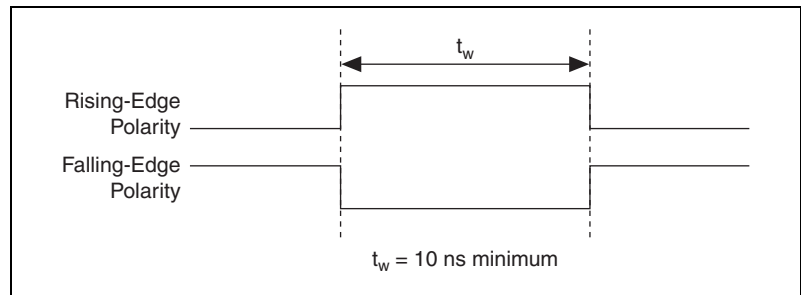 t_w
Rising-Edge
Polarity
Falling-Edge
Polarity
t_w = 10 ns minimum